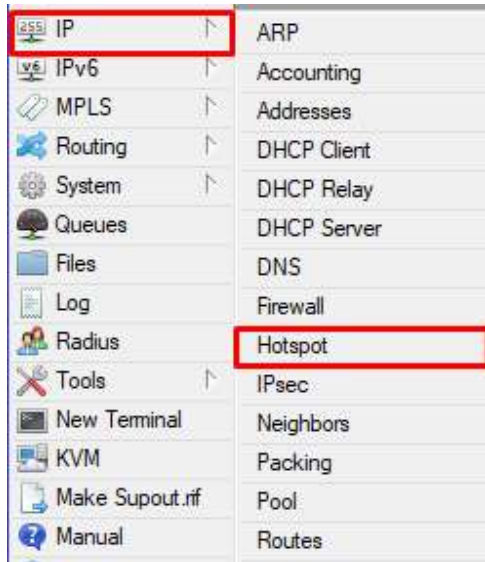 IP
IPv6
MPLS
Routing
System
Queues
Files
Log
Radius
Tools
New Terminal
KVM
Make Supout.rif
Manual
ARP
Accounting
Addresses
DHCP Client
DHCP Relay
DHCP Server
DNS
Firewall
Hotspot
IPsec
Neighbors
Packing
Pool
Routes